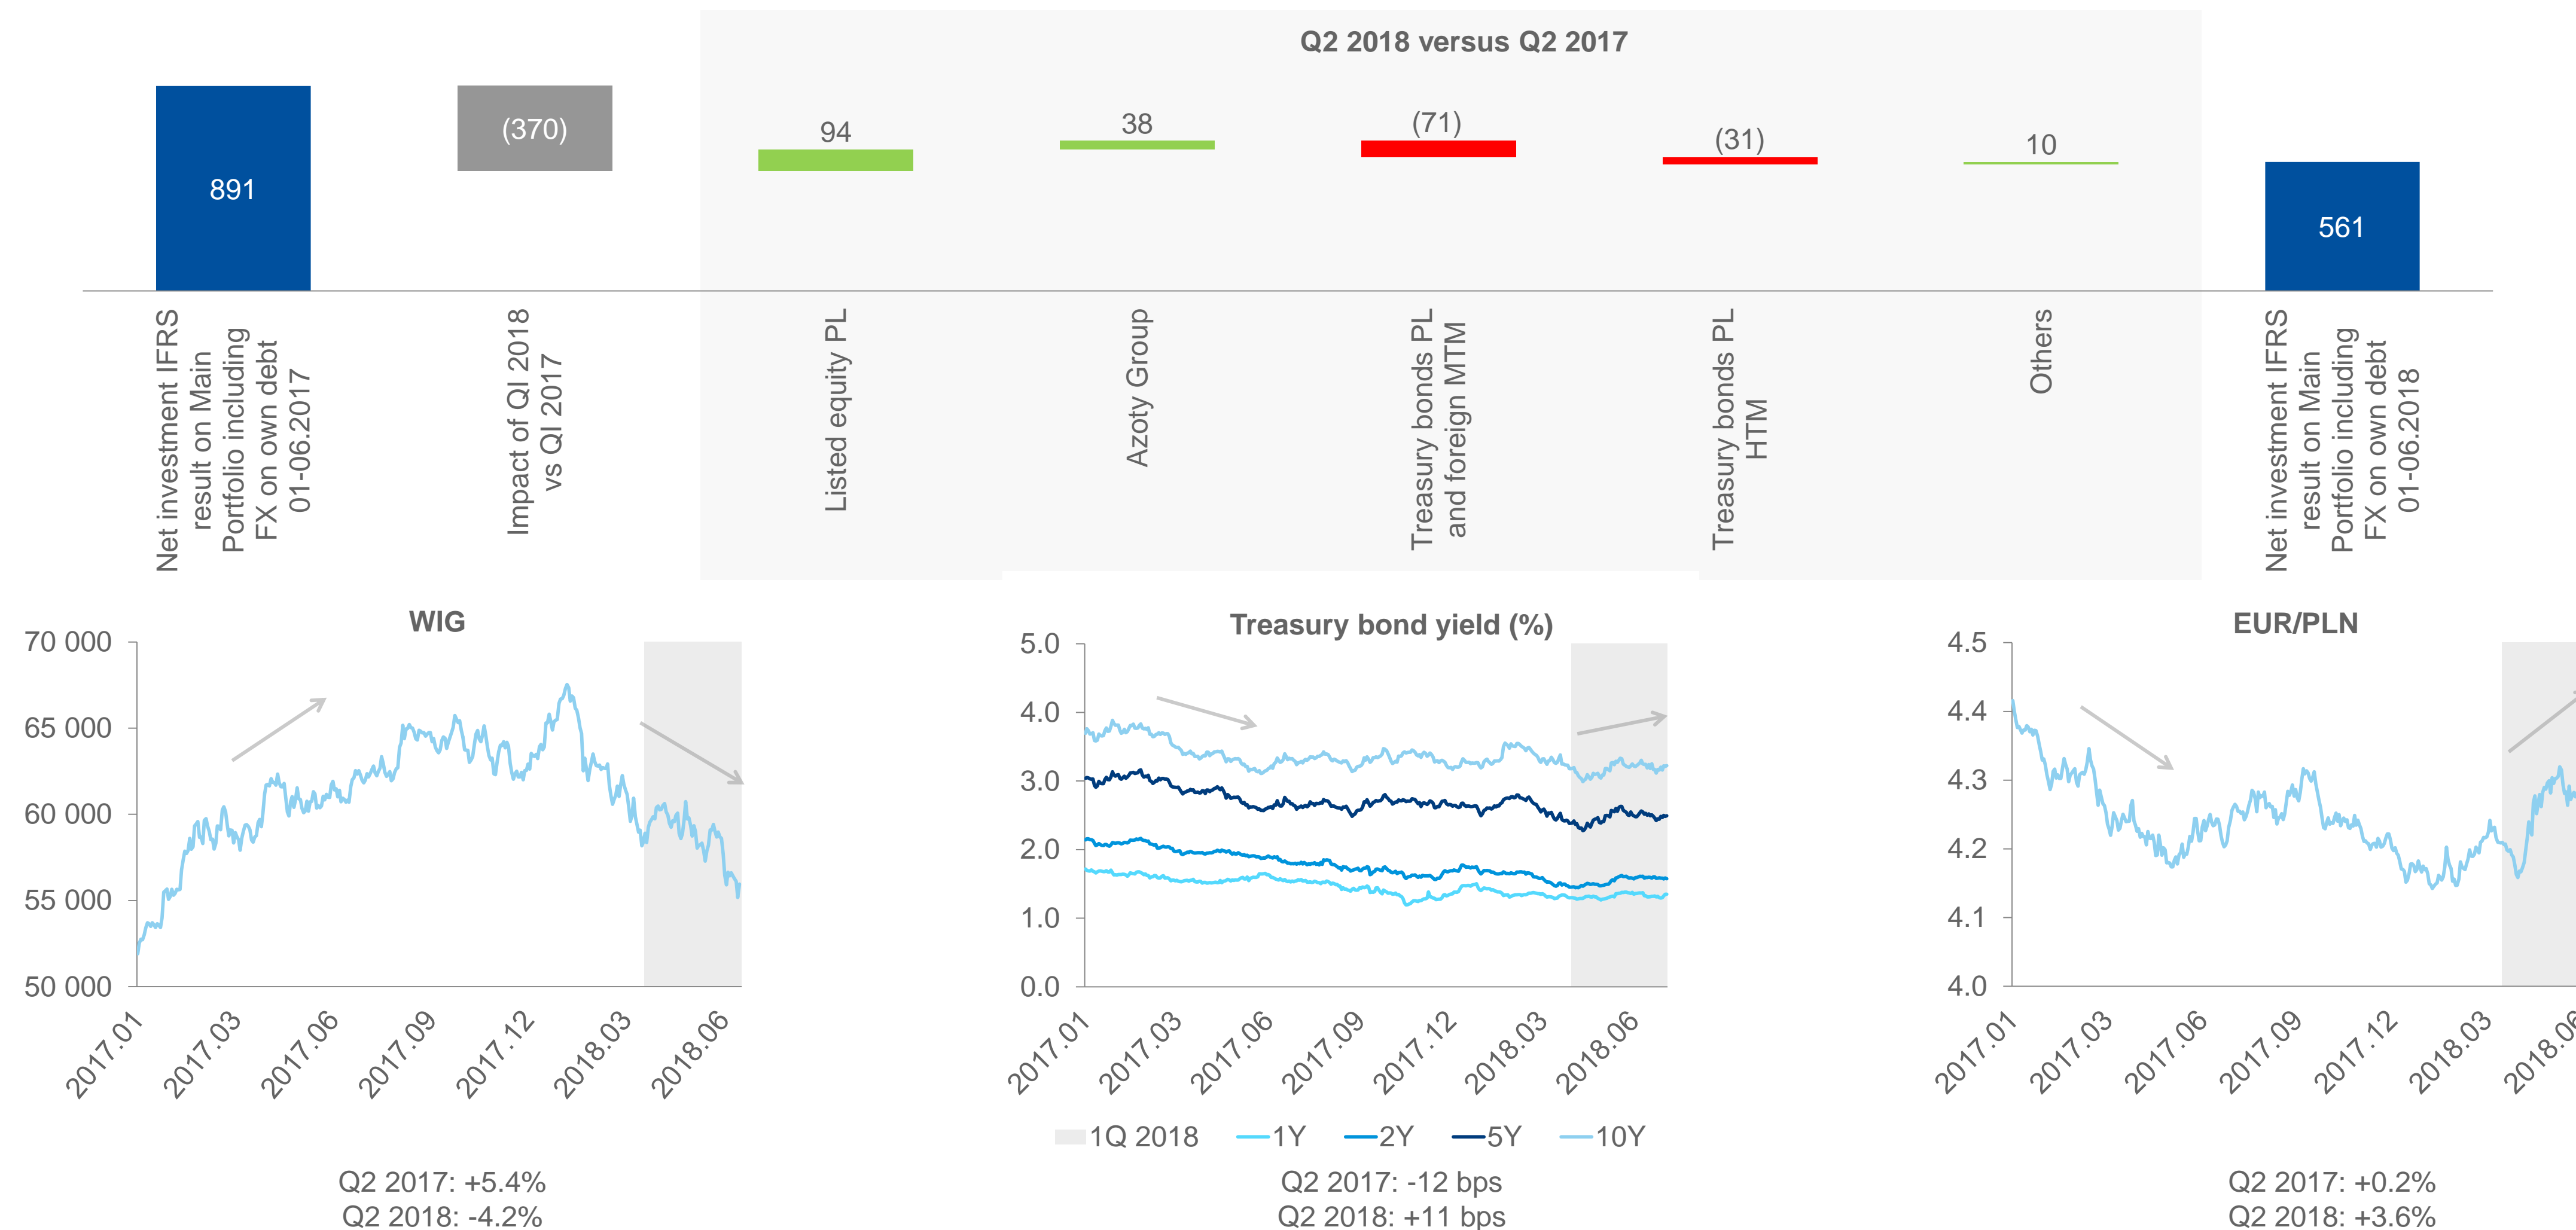 Q2 2018 versus Q2 2017
891
(370)
94
38
(71)
(31)
10
561
Net investment IFRS
result on Main
Portfolio including
FX on own debt
01-06.2017
Impact of QI 2018
vs QI 2017
Listed equity PL
Azoty Group
Treasury bonds PL
and foreign MTM
Treasury bonds PL
HTM
Others
Net investment IFRS
result on Main
Portfolio including
FX on own debt
01-06.2018
WIG
70 000
65 000
60 000
55 000
50 000
2017.01
2017.03
2017.06
2017.09
2017.12
2018.03
2018.06
Q2 2017: +5.4%
Q2 2018: -4.2%
Treasury bond yield (%)
5.0
4.0
3.0
2.0
1.0
0.0
2017.01
2017.03
2017.06
2017.09
2017.12
2018.03
2018.06
1Q 2018 1Y 2Y 5Y 10Y
Q2 2017: -12 bps
Q2 2018: +11 bps
EUR/PLN
4.5
4.4
4.3
4.2
4.1
4.0
2017.01
2017.03
2017.06
2017.09
2017.12
2018.03
2018.06
Q2 2017: +0.2%
Q2 2018: +3.6%